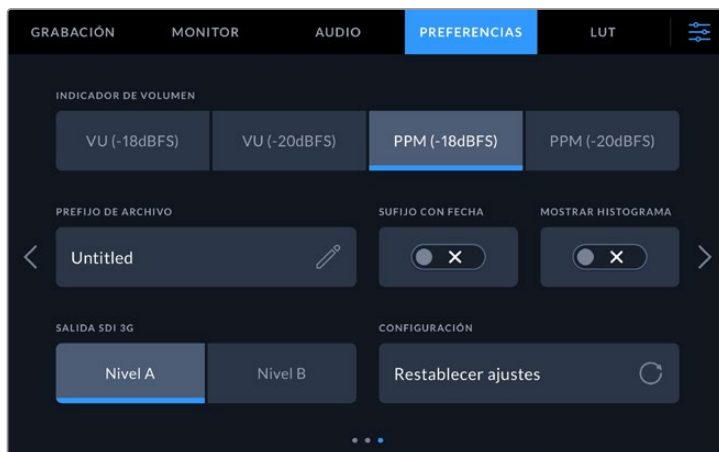 GRABACIÓN MONITOR AUDIO PREFERENCIAS LUT
INDICADOR DE VOLUMEN
VU (-18dBFS) VU (-20dBFS) PPM (-18dBFS) PPM (-20dBFS)
PREFIJO DE ARCHIVO SUFIJO CON FECHA MOSTRAR HISTOGRAMA
Untitled
SALIDA SDI 3G CONFIGURACIÓN
Nivel A Nivel B Restablecer ajustes